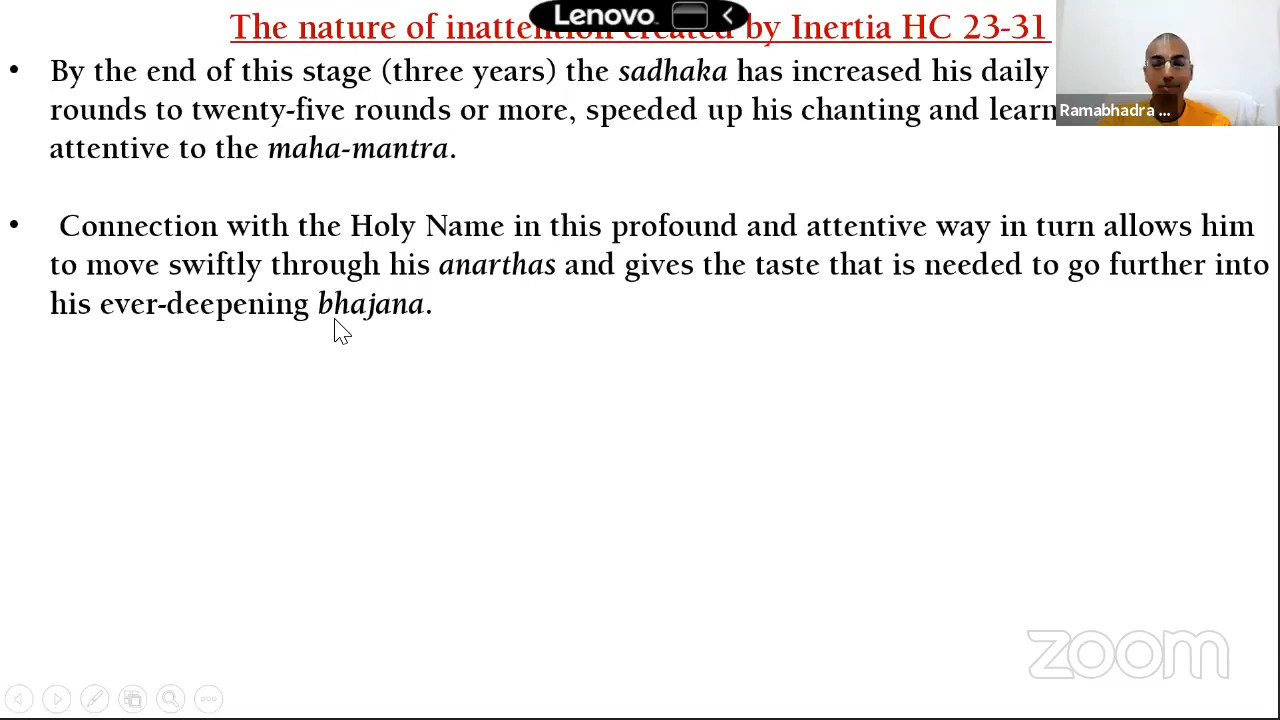 The nature of inattention created by Inertia HC 23-31
Lenovo
• By the end of this stage (three years) the sadhaka has increased his daily
rounds to twenty-five rounds or more, speeded up his chanting and learn
attentive to the maha-mantra.
Ramabhadra ...
• Connection with the Holy Name in this profound and attentive way in turn allows him
to move swiftly through his anarthas and gives the taste that is needed to go further into
his ever-deepening bhajana.
zoom